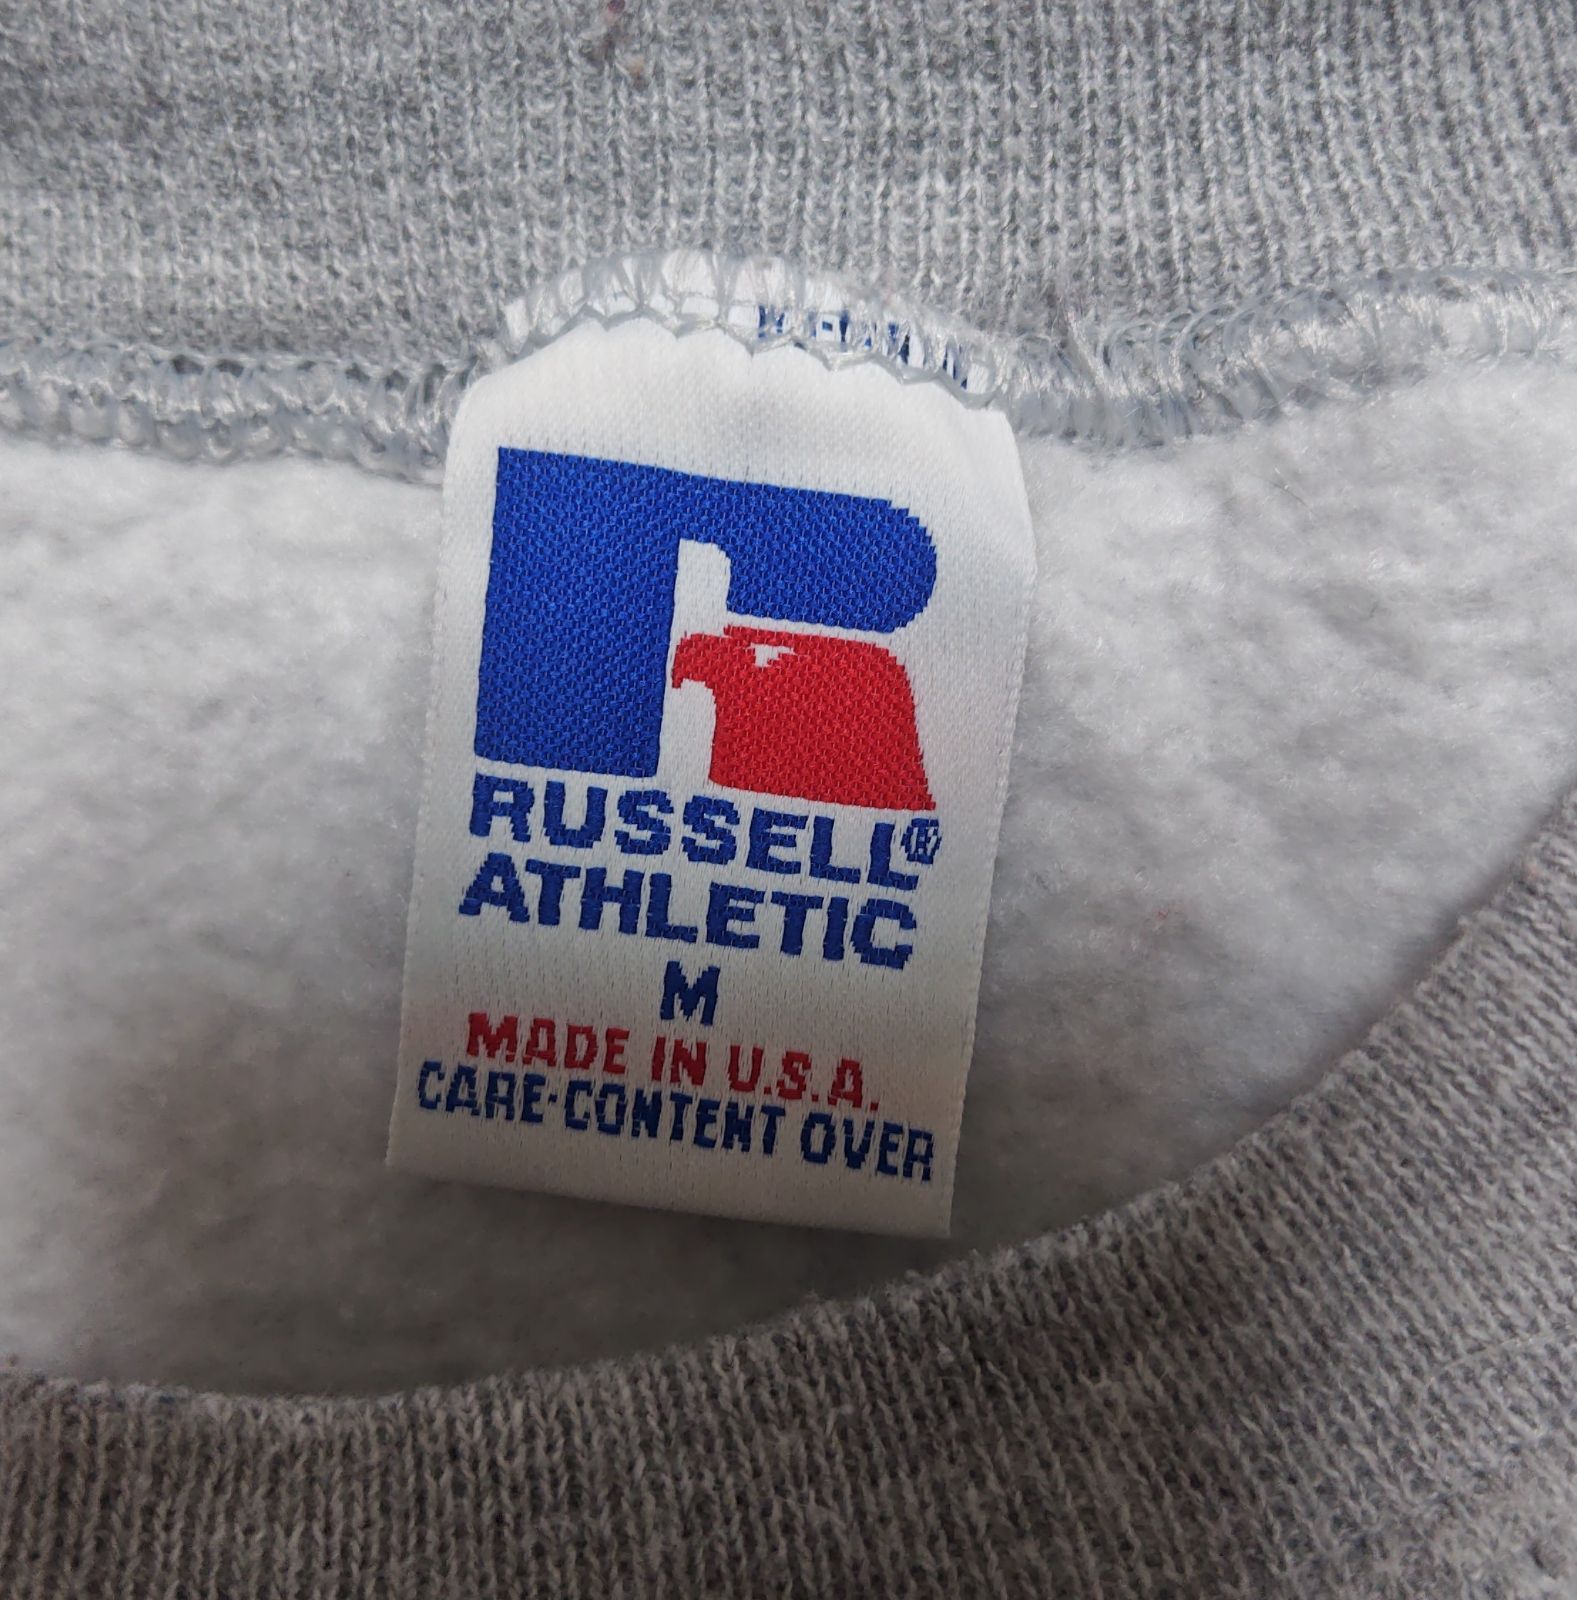 RUSSELL®
ATHLETIC
M
MADE IN U.S.A.
CARE·CONTENT OVER